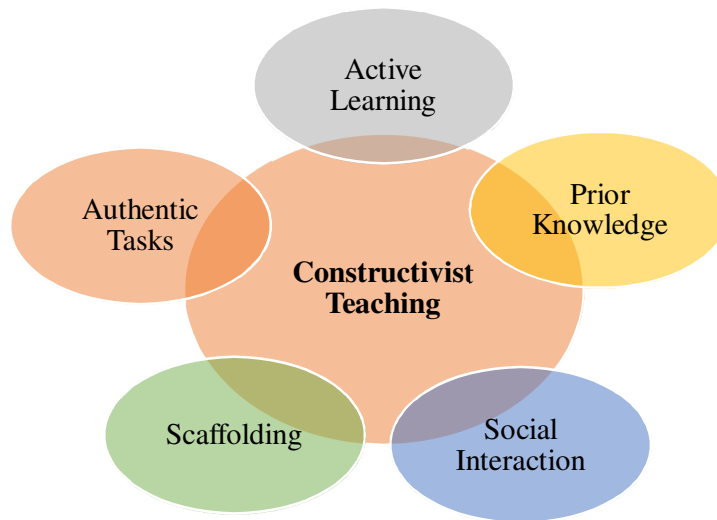 Active
Learning
Authentic
Tasks
Prior
Knowledge
Constructivist
Teaching
Scaffolding
Social
Interaction